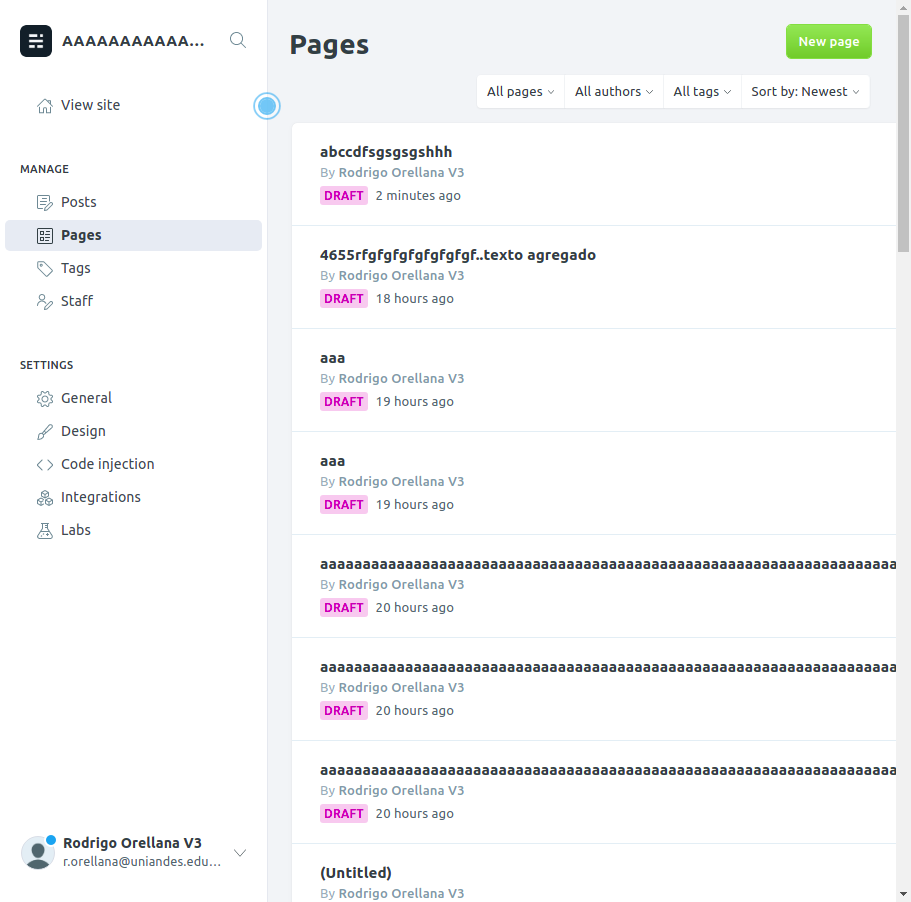 AAAAAAAAAAA...
View site
MANAGE
Posts
Pages
Tags
Staff
SETTINGS
General
Design
Code injection
Integrations
Labs
Rodrigo Orellana V3
r.orellana@uniandes.edu...
Pages
New page
All pages
All authors
All tags
Sort by: Newest
abccdfsgsgsgshhh
By Rodrigo Orellana V3
DRAFT 2 minutes ago
4655rfgfgfgfgfgfgfgf..texto agregado
By Rodrigo Orellana V3
DRAFT 18 hours ago
aaa
By Rodrigo Orellana V3
DRAFT 19 hours ago
aaa
By Rodrigo Orellana V3
DRAFT 19 hours ago
aaaaaaaaaaaaaaaaaaaaaaaaaaaaaaaaaaaaaaaaaaaaaaaaaaaaaaaaaaaaaaaaaaaa
By Rodrigo Orellana V3
DRAFT 20 hours ago
aaaaaaaaaaaaaaaaaaaaaaaaaaaaaaaaaaaaaaaaaaaaaaaaaaaaaaaaaaaaaaaaaaaa
By Rodrigo Orellana V3
DRAFT 20 hours ago
aaaaaaaaaaaaaaaaaaaaaaaaaaaaaaaaaaaaaaaaaaaaaaaaaaaaaaaaaaaaaaaaaaaa
By Rodrigo Orellana V3
DRAFT 20 hours ago
(Untitled)
By Rodrigo Orellana V3